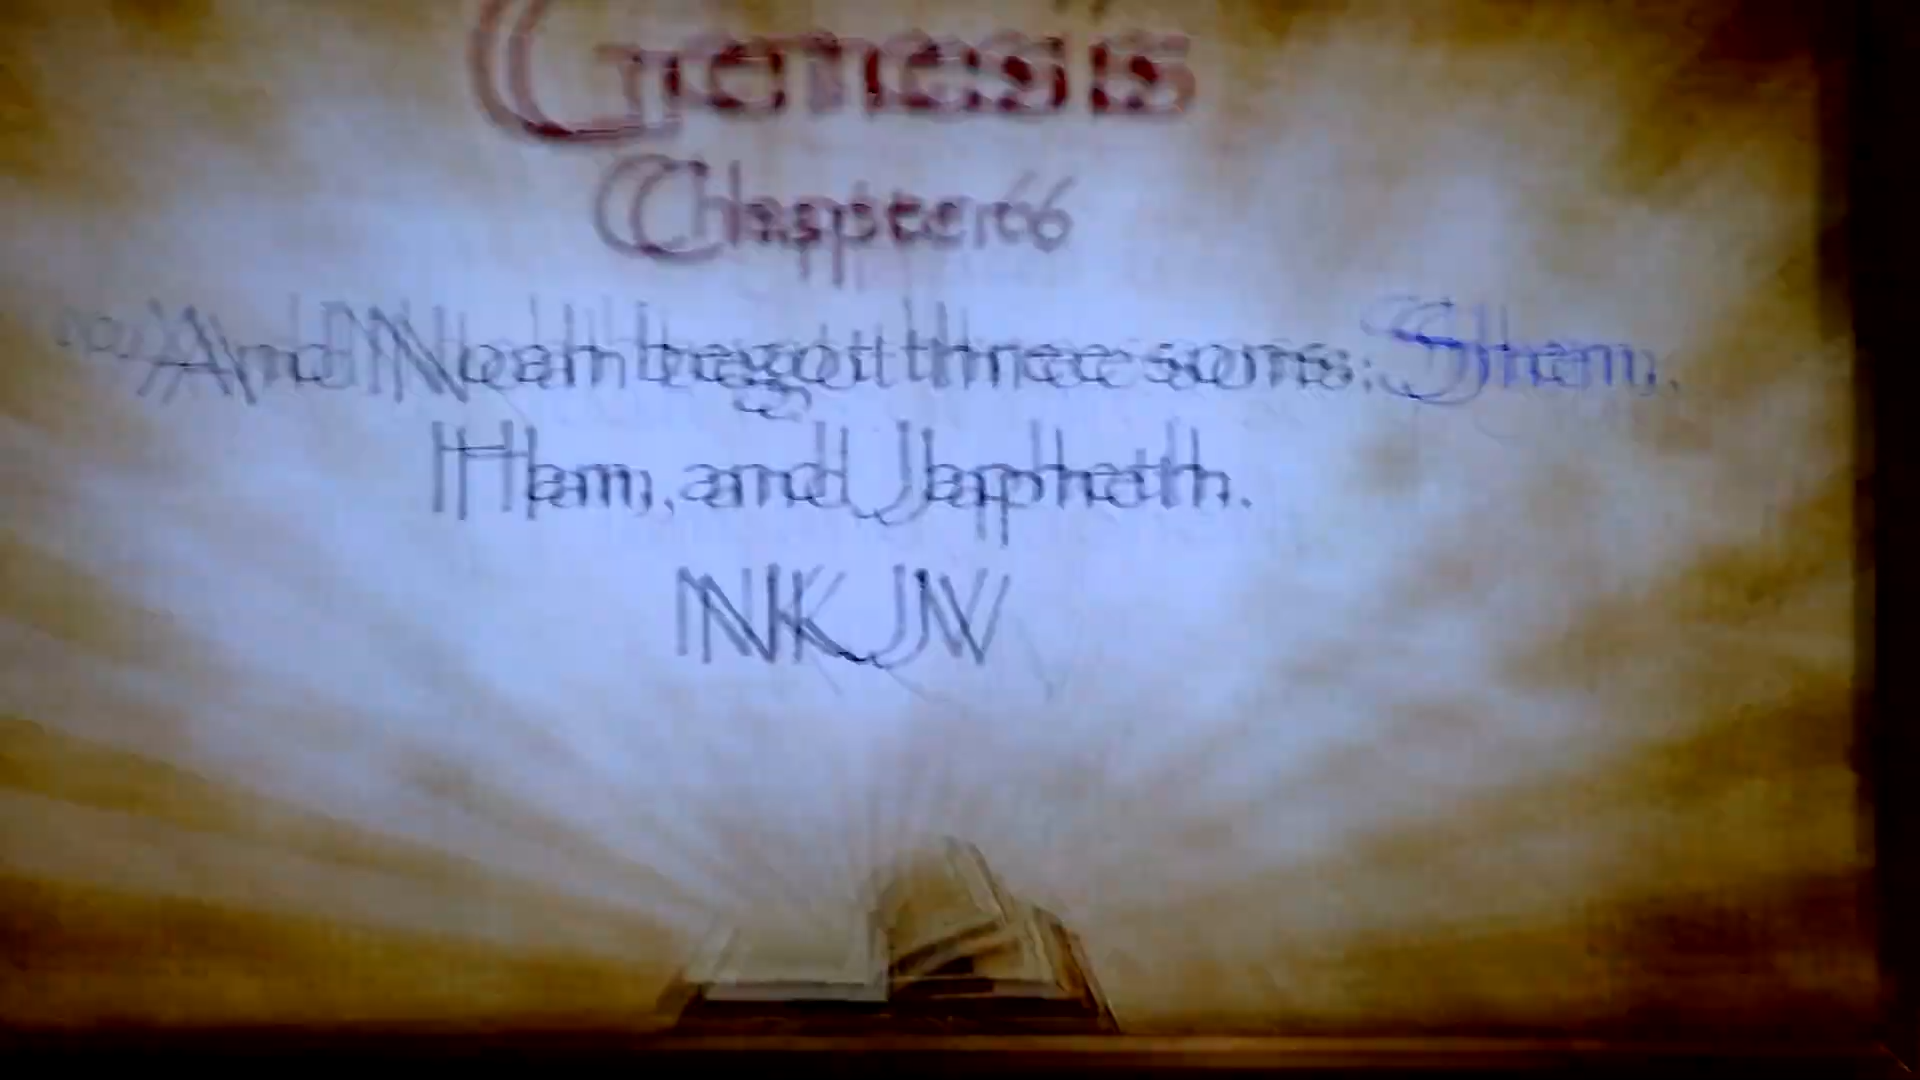 Genesis
Chapter 6
And Noah begot three sons: Shem,
Ham, and Japheth.
NKJV